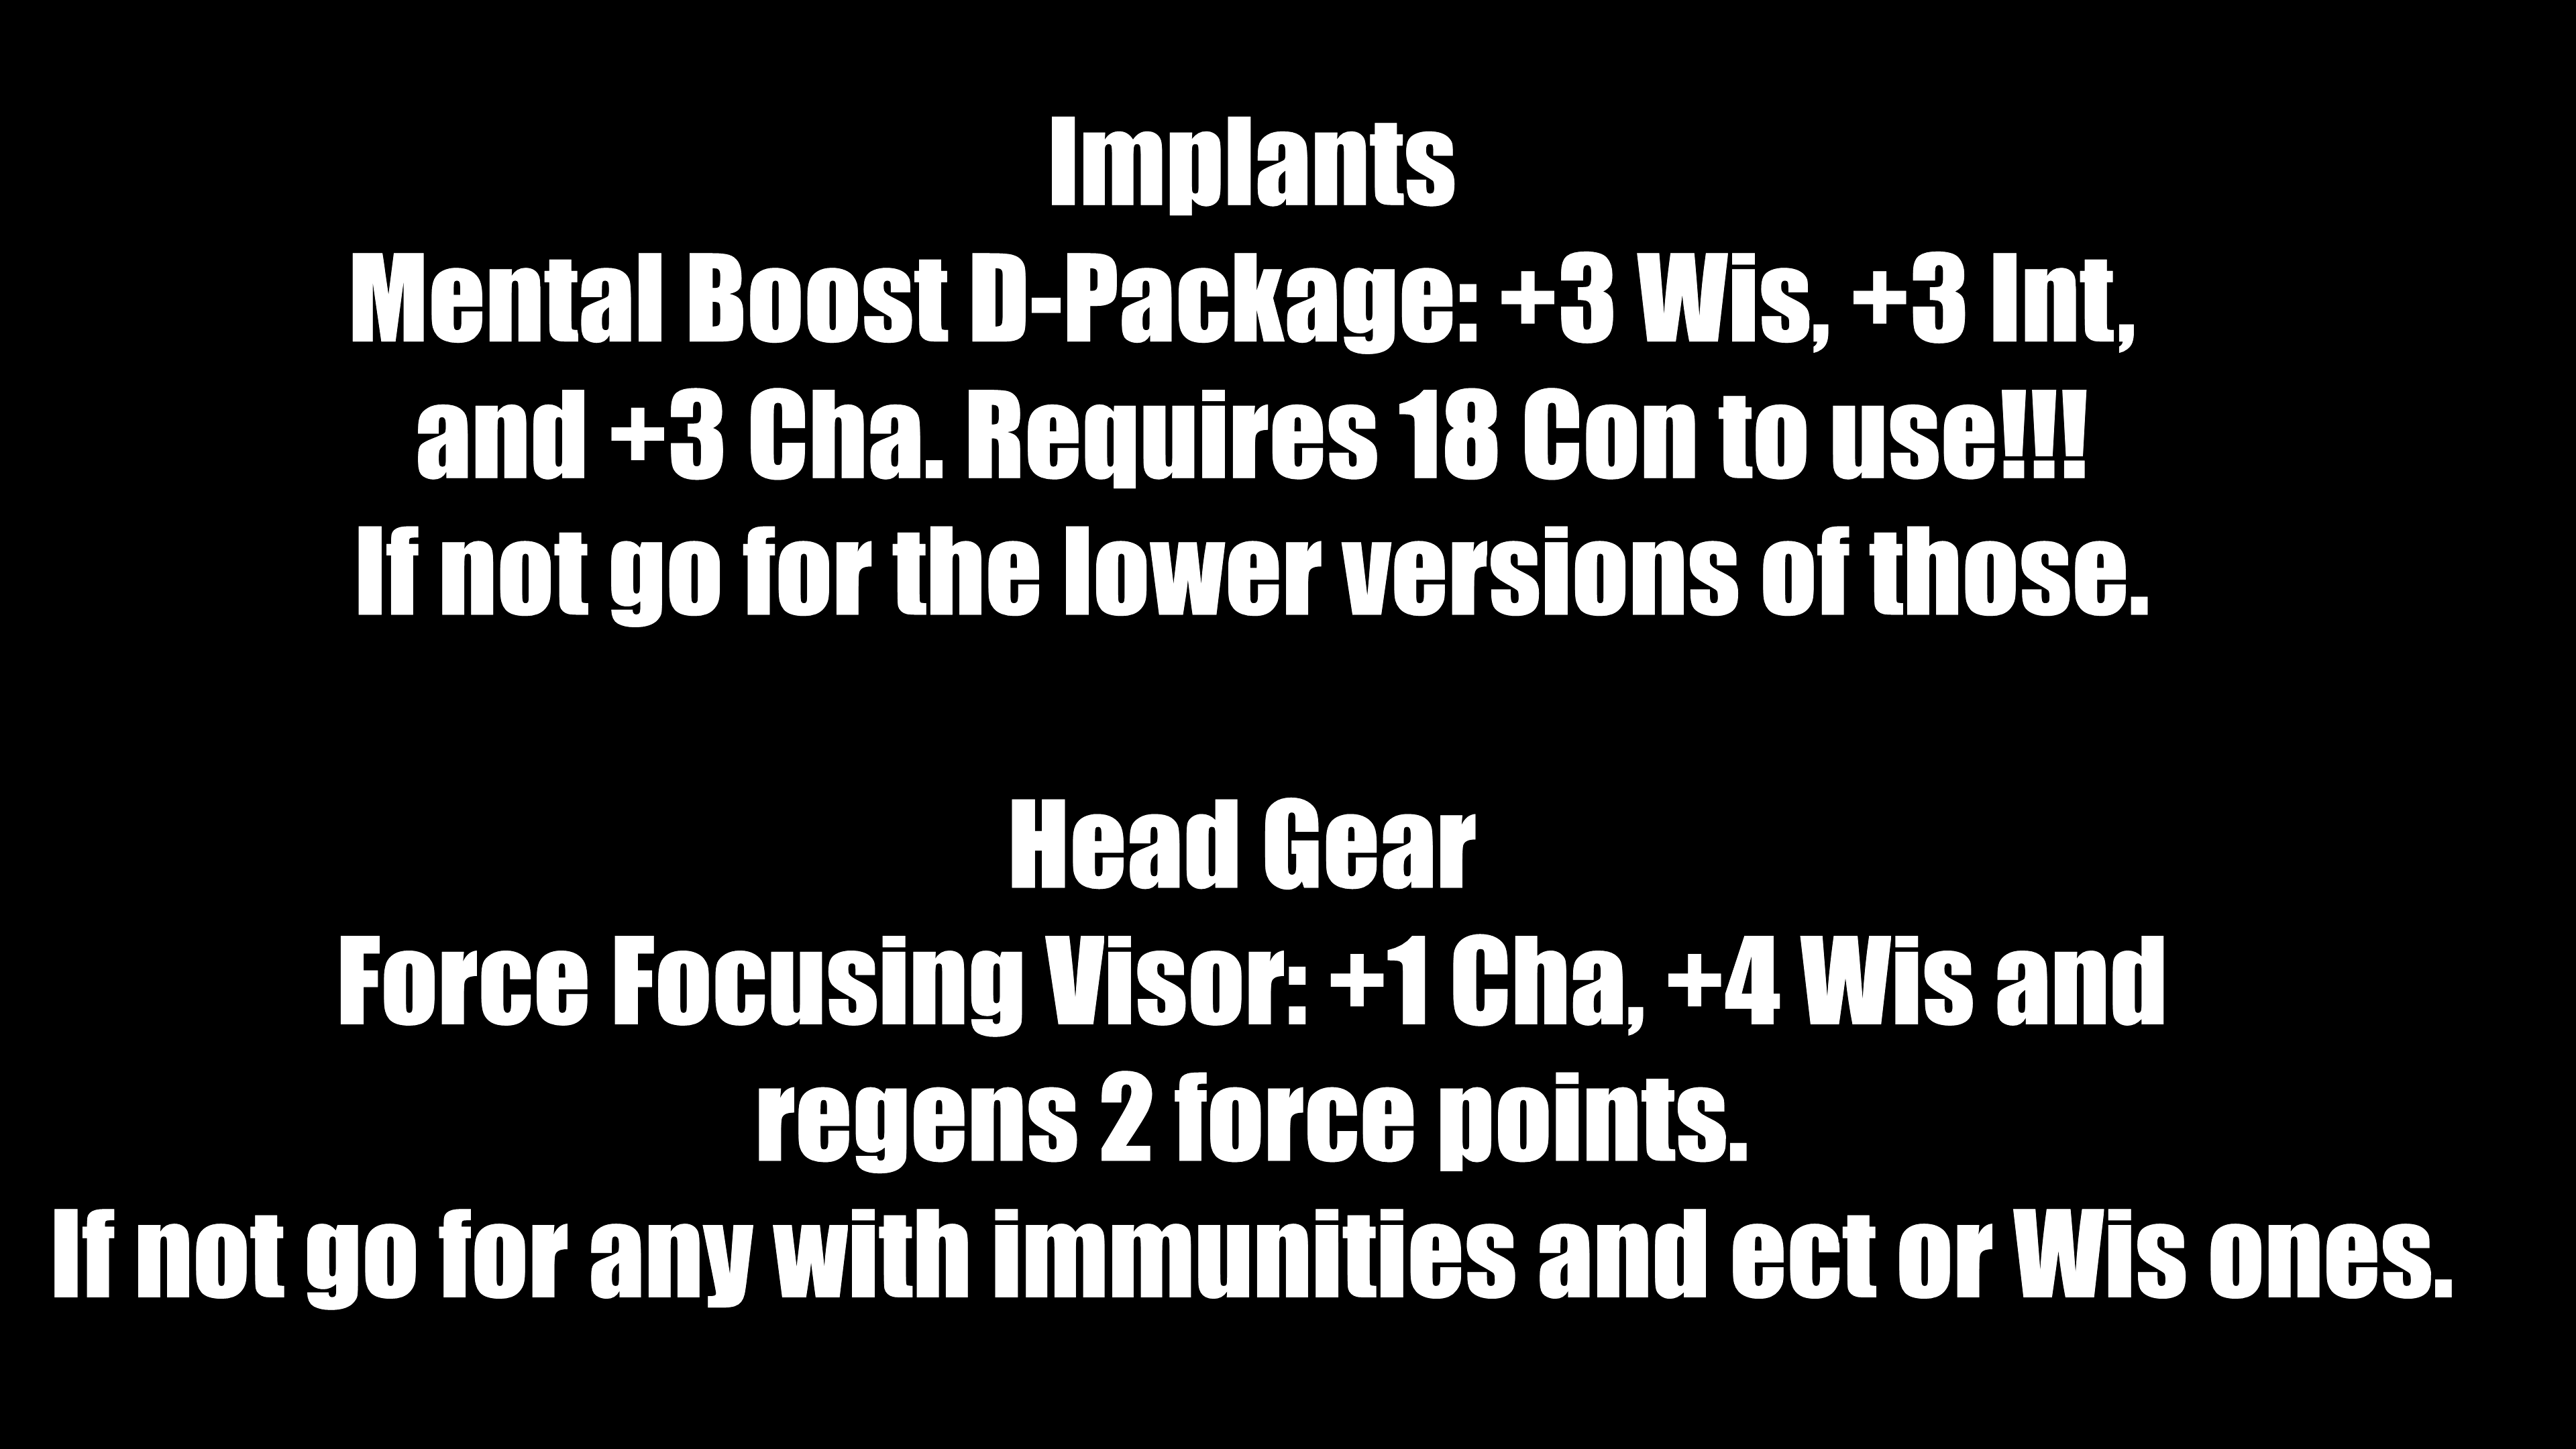 Implants
Mental Boost D-Package: +3 Wis, +3 Int,
and +3 Cha. Requires 18 Con to use!!!
If not go for the lower versions of those.
Head Gear
Force Focusing Visor: +1 Cha, +4 Wis and
regens 2 force points.
If not go for any with immunities and ect or Wis ones.